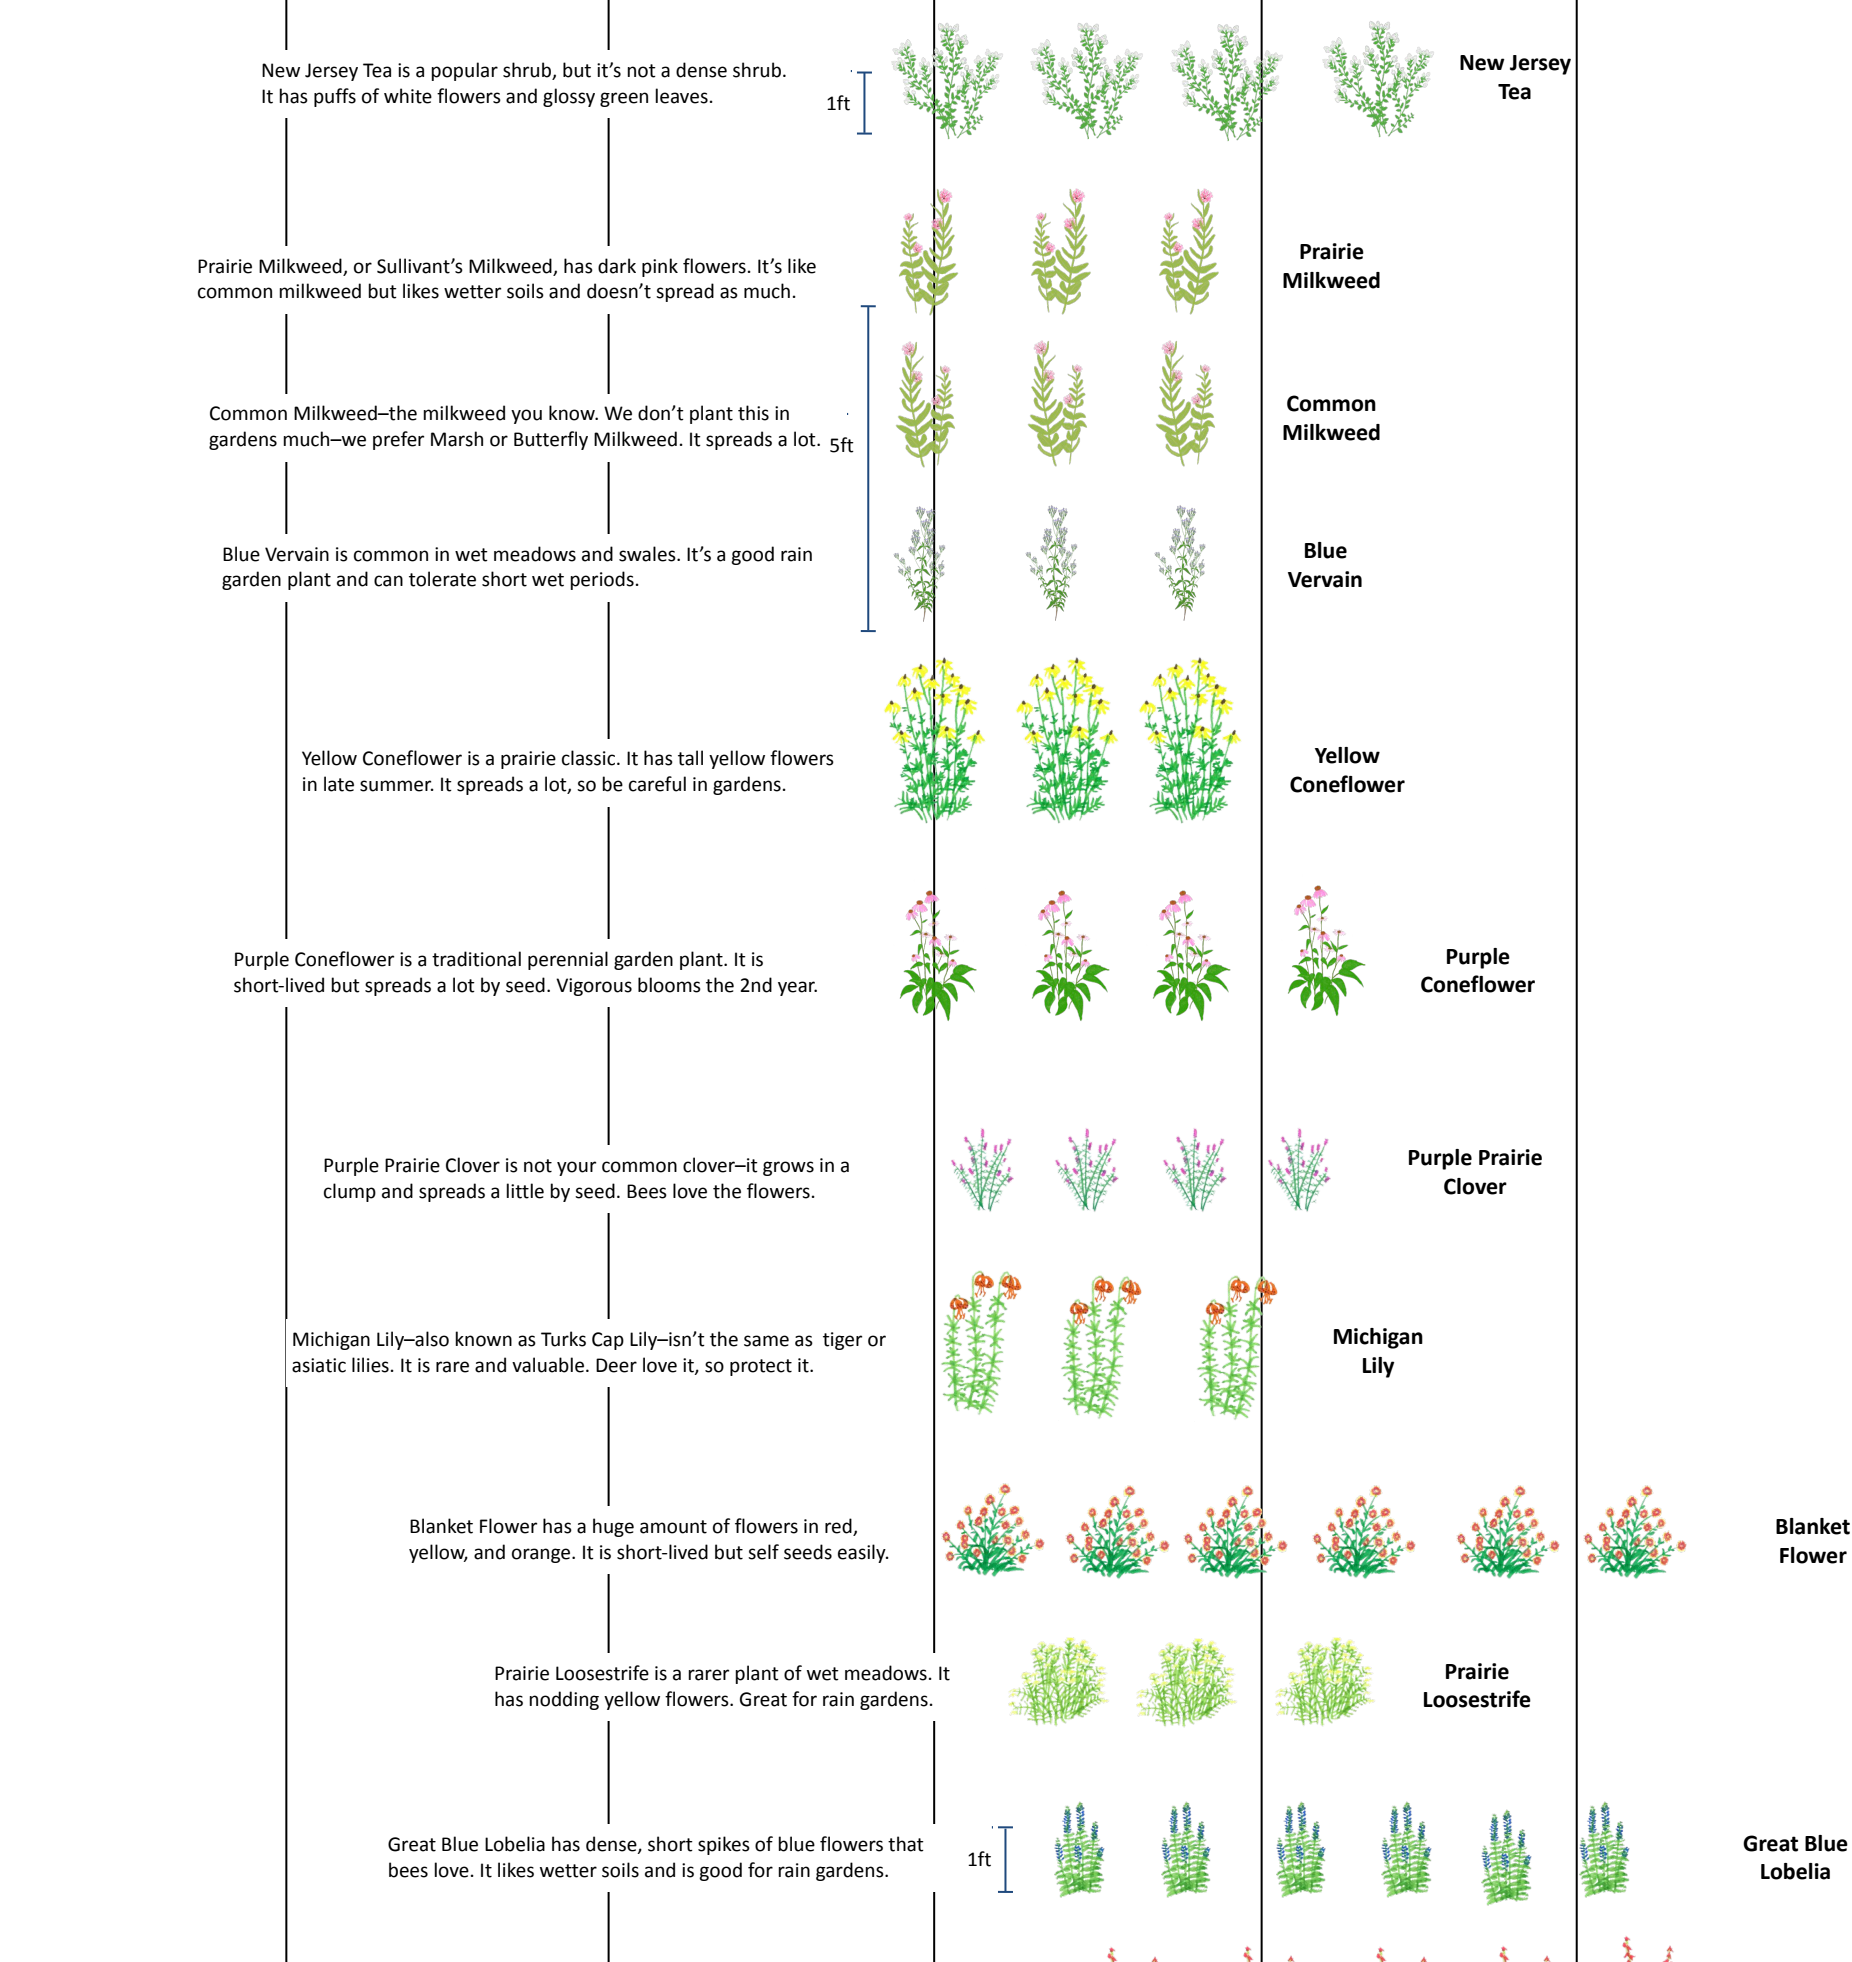 New Jersey Tea is a popular shrub, but it’s not a dense shrub.
It has puffs of white flowers and glossy green leaves.
1ft
New Jersey
Tea
Prairie Milkweed, or Sullivant’s Milkweed, has dark pink flowers. It’s like
common milkweed but likes wetter soils and doesn’t spread as much.
Prairie
Milkweed
Common Milkweed–the milkweed you know. We don’t plant this in
gardens much–we prefer Marsh or Butterfly Milkweed. It spreads a lot.
5ft
Common
Milkweed
Blue Vervain is common in wet meadows and swales. It’s a good rain
garden plant and can tolerate short wet periods.
Blue
Vervain
Yellow Coneflower is a prairie classic. It has tall yellow flowers
in late summer. It spreads a lot, so be careful in gardens.
Yellow
Coneflower
Purple Coneflower is a traditional perennial garden plant. It is
short-lived but spreads a lot by seed. Vigorous blooms the 2nd year.
Purple
Coneflower
Purple Prairie Clover is not your common clover–it grows in a
clump and spreads a little by seed. Bees love the flowers.
Purple Prairie
Clover
Michigan Lily–also known as Turks Cap Lily–isn’t the same as tiger or
asiatic lilies. It is rare and valuable. Deer love it, so protect it.
Michigan
Lily
Blanket Flower has a huge amount of flowers in red,
yellow, and orange. It is short-lived but self seeds easily.
Blanket
Flower
Prairie Loosestrife is a rarer plant of wet meadows. It
has nodding yellow flowers. Great for rain gardens.
Prairie
Loosestrife
Great Blue Lobelia has dense, short spikes of blue flowers that
bees love. It likes wetter soils and is good for rain gardens.
1ft
Great Blue
Lobelia